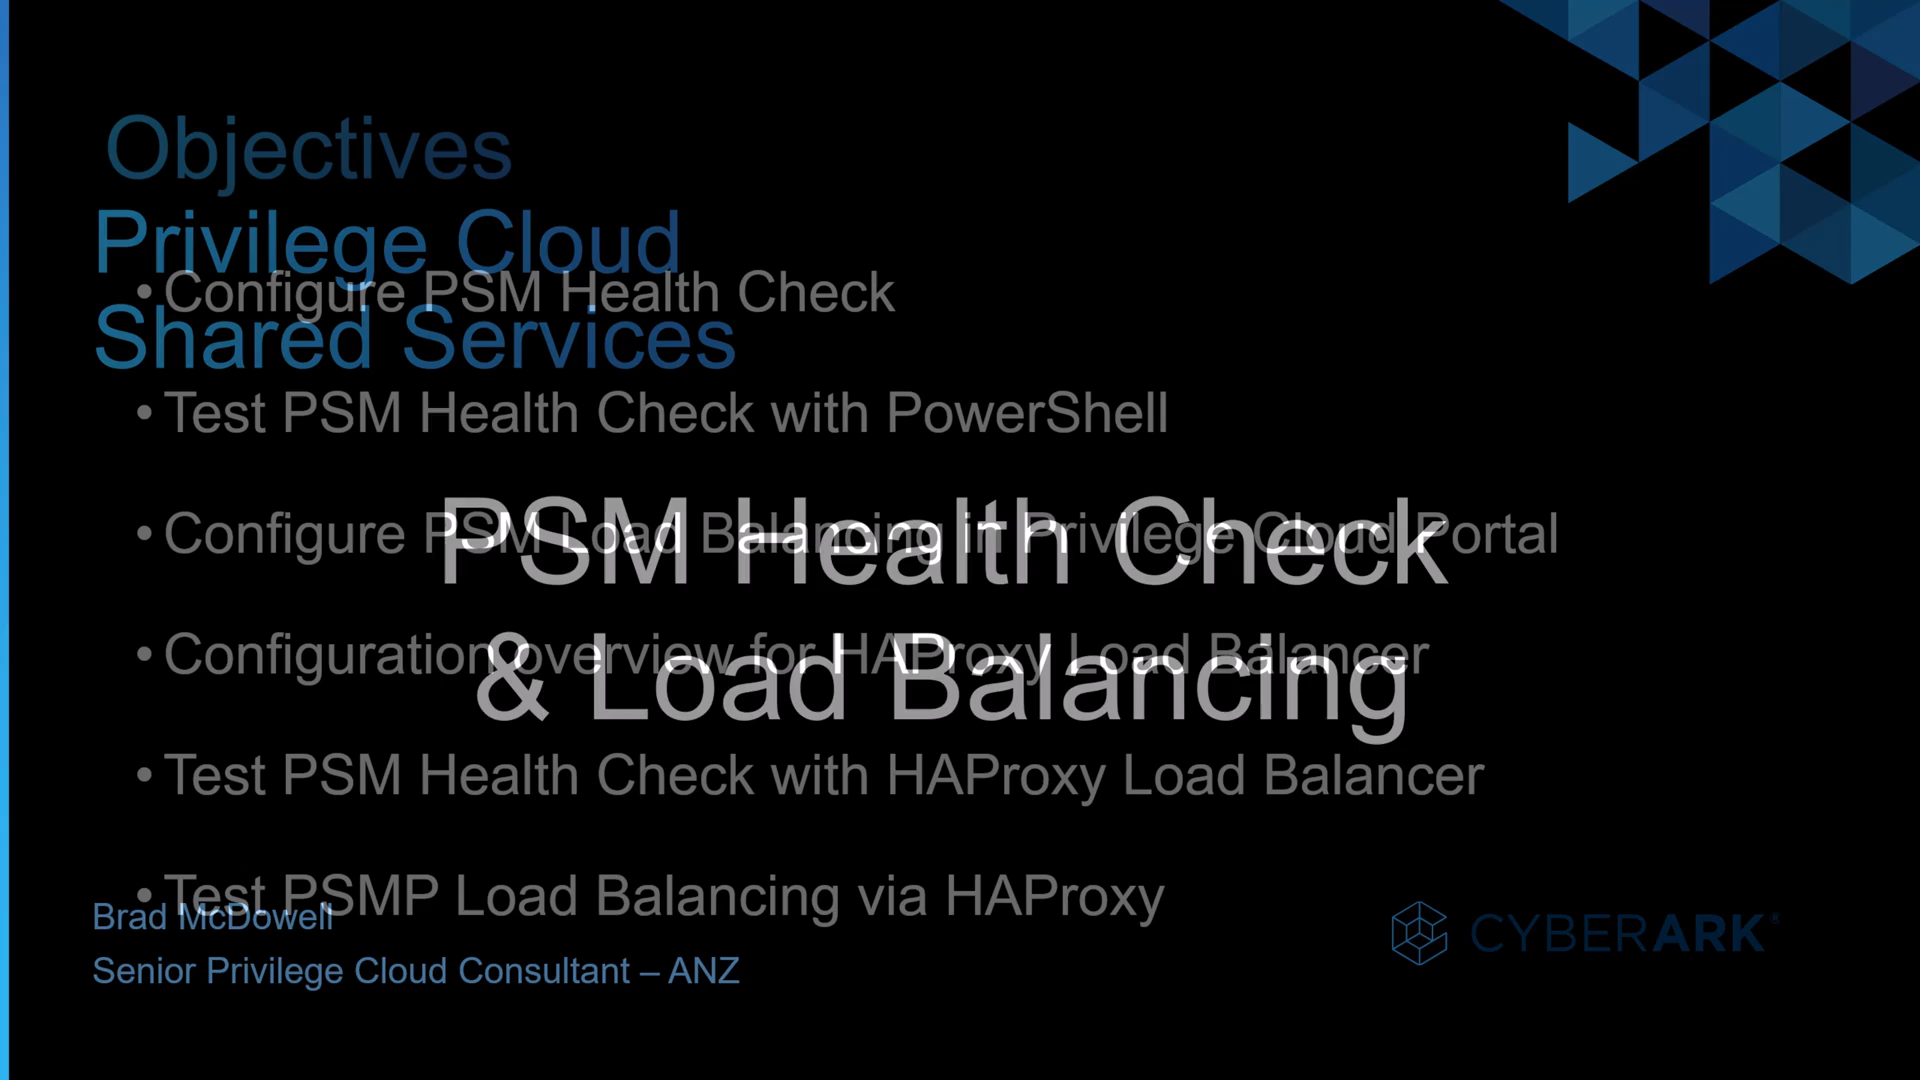 Objectives
Privilege Cloud
Shared Services
• Configure PSM Health Check
• Test PSM Health Check with PowerShell
• Configure PSM Load Balancing in Privilege Cloud Portal
• Configuration overview for HAProxy Load Balancer
• Test PSM Health Check with HAProxy Load Balancer
• Test PSMP Load Balancing via HAProxy
PSM Health Check
& Load Balancing
Brad McDowell
Senior Privilege Cloud Consultant – ANZ
CYBERARK®